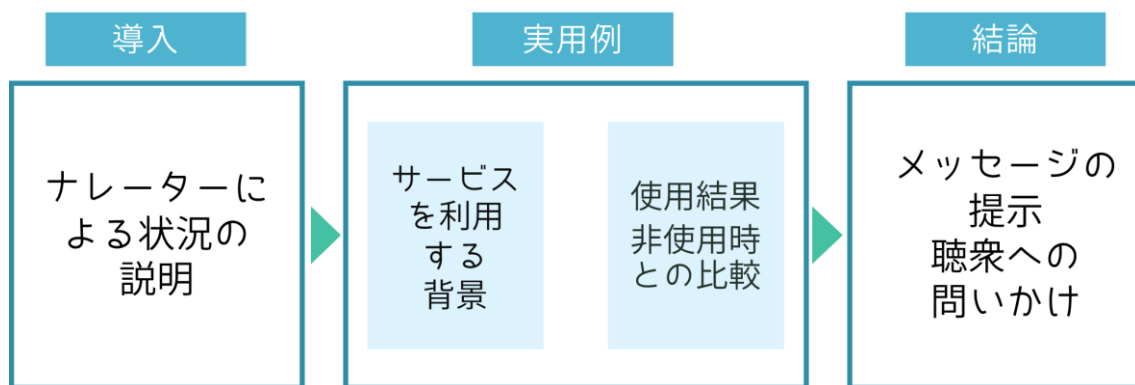 導入
ナレーターに
よる状況の
説明
実用例
サービス
を利用
する
背景
使用結果
非使用時
との比較
結論
メッセージの
提示
聴衆への
問いかけ